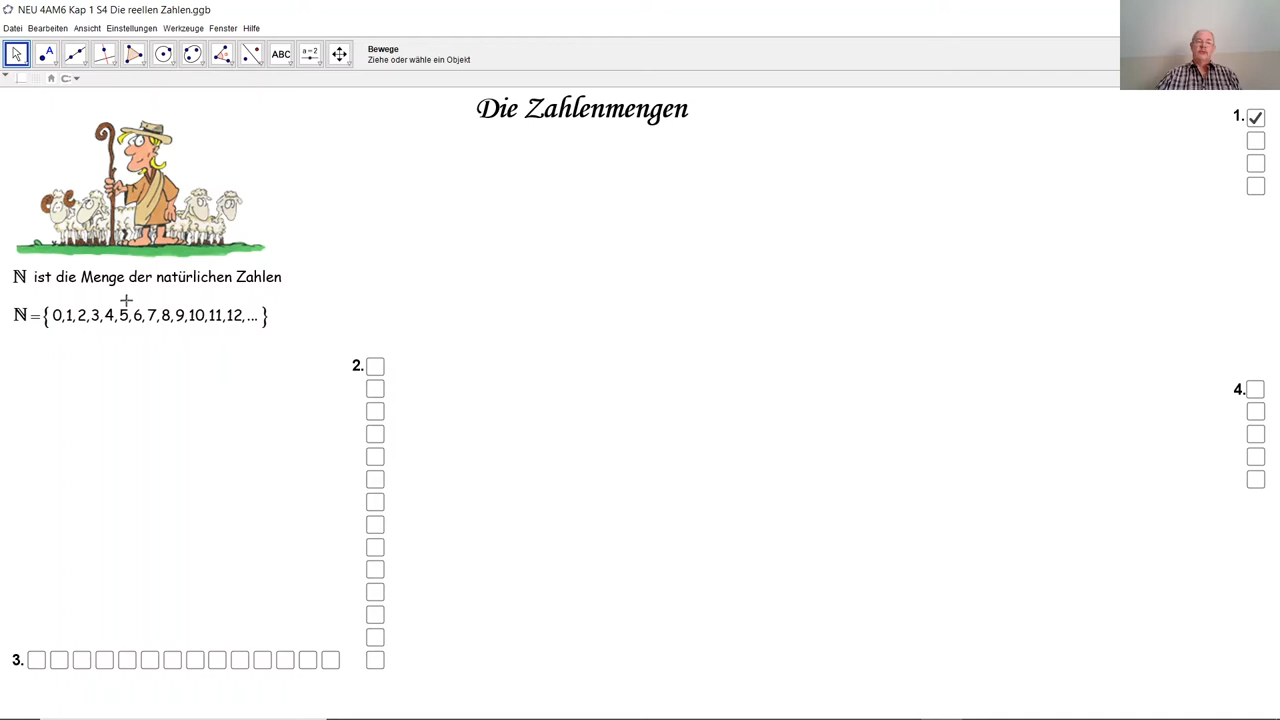 NEU 4AM6 Kap 1 S4 Die reellen Zahlen.ggb
Datei Bearbeiten Ansicht Einstellungen Werkzeuge Fenster Hilfe
A
ABC
a=2
Bewege
Ziehe oder wähle ein Objekt
Die Zahlenmengen
1.
ℕ ist die Menge der natürlichen Zahlen
ℕ = { 0,1,2,3,4,5,6,7,8,9,10,11,12,... }
2.
4.
3.